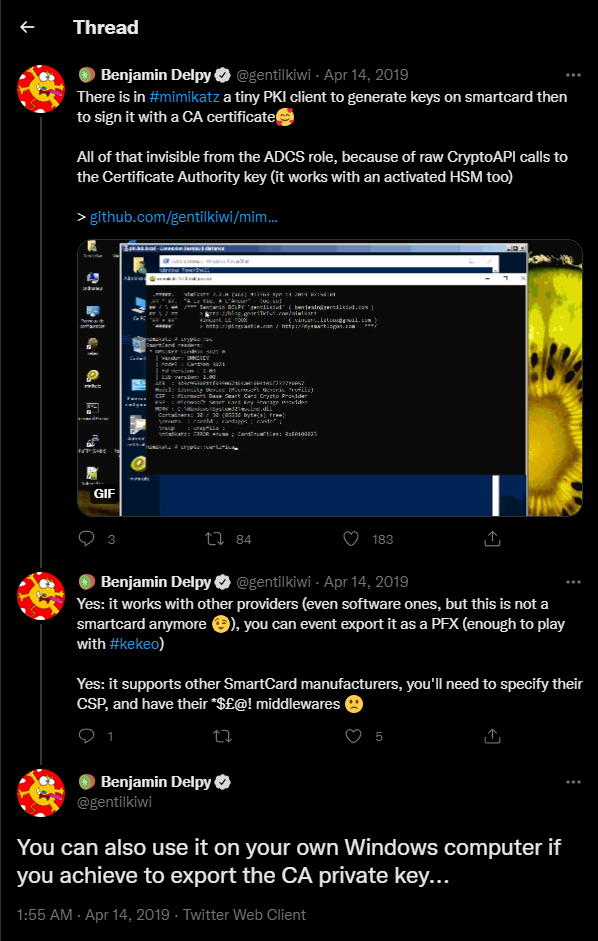 Thread
Benjamin Delpy @gentilkiwi · Apr 14, 2019
There is in #mimikatz a tiny PKI client to generate keys on smartcard then
to sign it with a CA certificate🥰
All of that invisible from the ADCS role, because of raw CryptoAPI calls to
the Certificate Authority key (it works with an activated HSM too)
> github.com/gentilkiwi/mim...
mimikatz # crypto::sc
SmartCard readers:
GIF
3 84 183
Benjamin Delpy @gentilkiwi · Apr 14, 2019
Yes: it works with other providers (even software ones, but this is not a
smartcard anymore 😉), you can event export it as a PFX (enough to play
with #kekeo)
Yes: it supports other SmartCard manufacturers, you'll need to specify their
CSP, and have their *$£@! middlewares 🙁
1 5
Benjamin Delpy
@gentilkiwi
You can also use it on your own Windows computer if
you achieve to export the CA private key...
1:55 AM · Apr 14, 2019 · Twitter Web Client